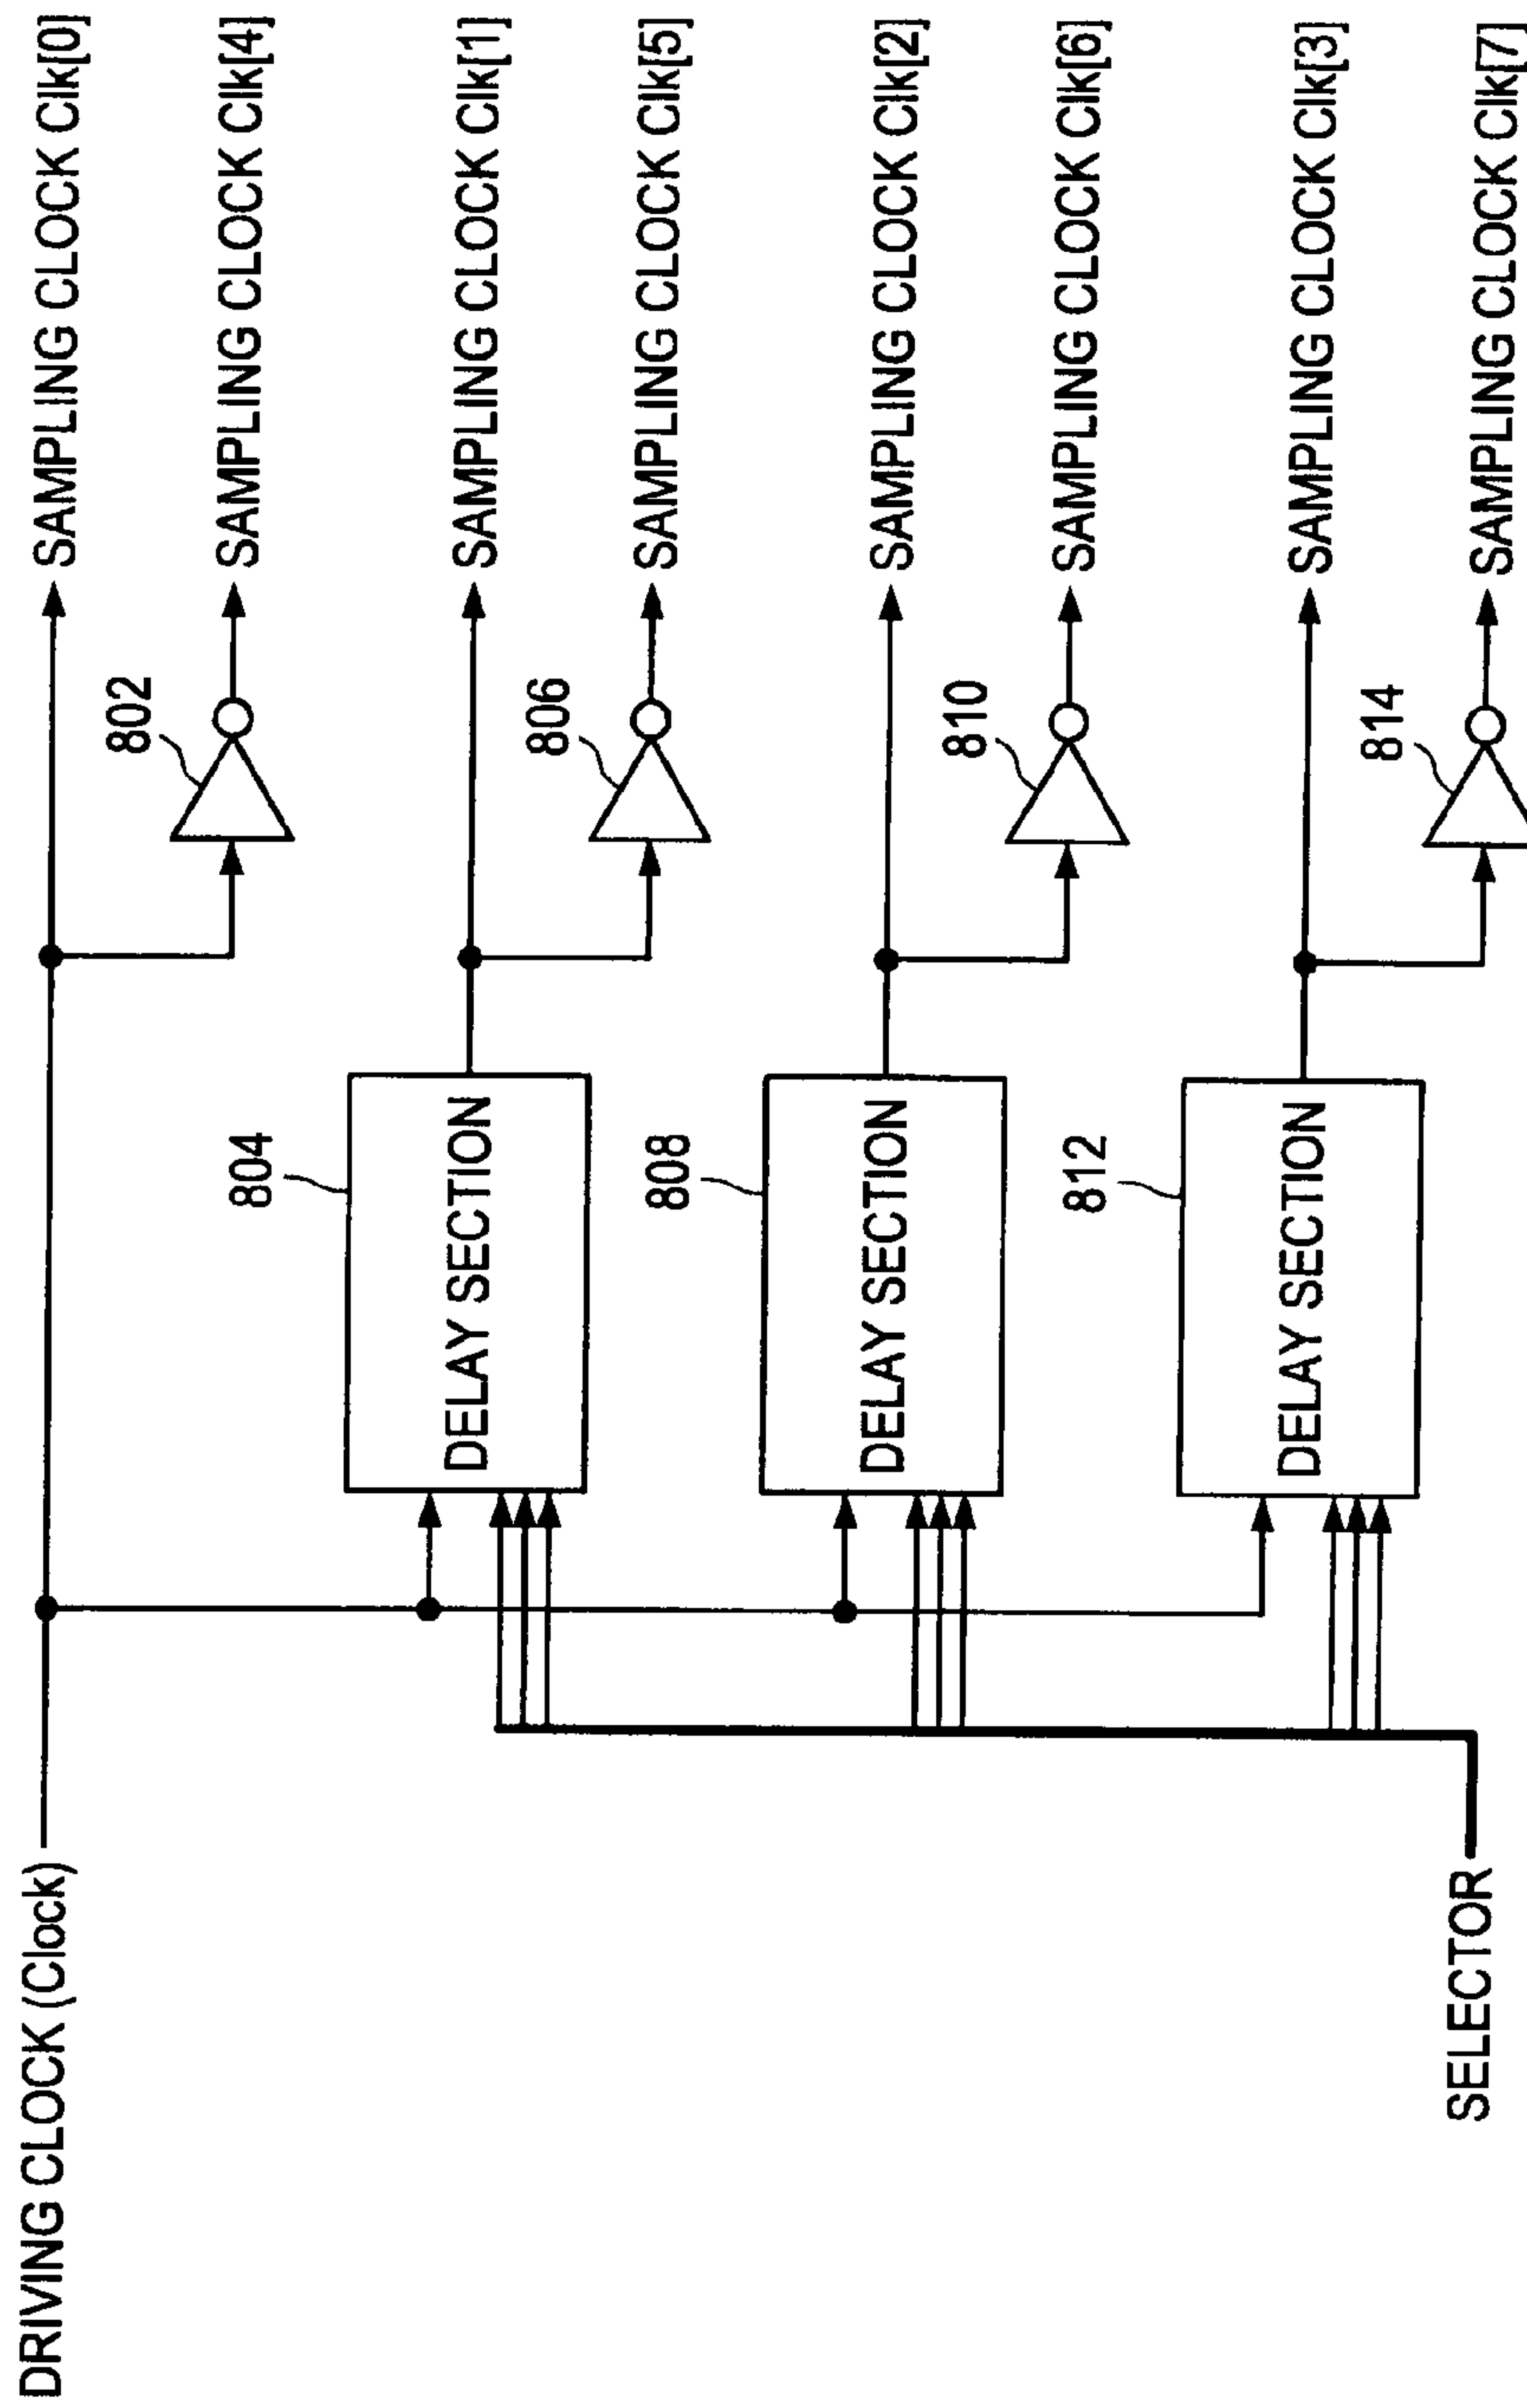 DRIVING CLOCK (Clock)
SAMPLING CLOCK Clk[0]
802
SAMPLING CLOCK Clk[4]
804
DELAY SECTION
SAMPLING CLOCK Clk[1]
806
SAMPLING CLOCK Clk[5]
808
DELAY SECTION
SAMPLING CLOCK Clk[2]
810
SAMPLING CLOCK Clk[6]
812
DELAY SECTION
SAMPLING CLOCK Clk[3]
814
SAMPLING CLOCK Clk[7]
SELECTOR